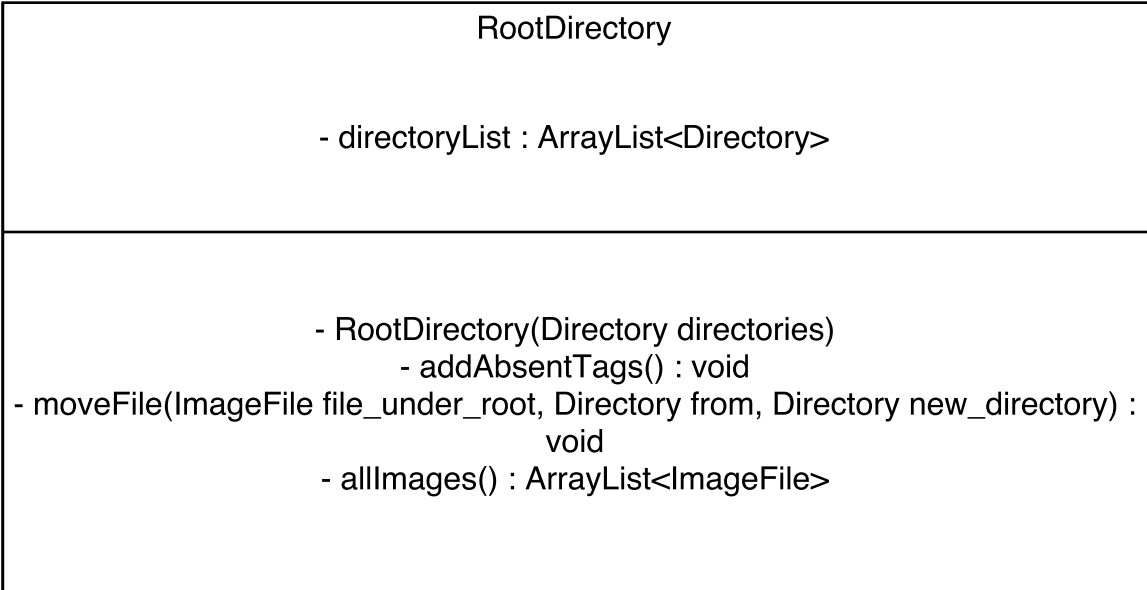 RootDirectory
- directoryList : ArrayList<Directory>
- RootDirectory(Directory directories)
- addAbsentTags() : void
- moveFile(ImageFile file_under_root, Directory from, Directory new_directory) :
void
- allImages() : ArrayList<ImageFile>